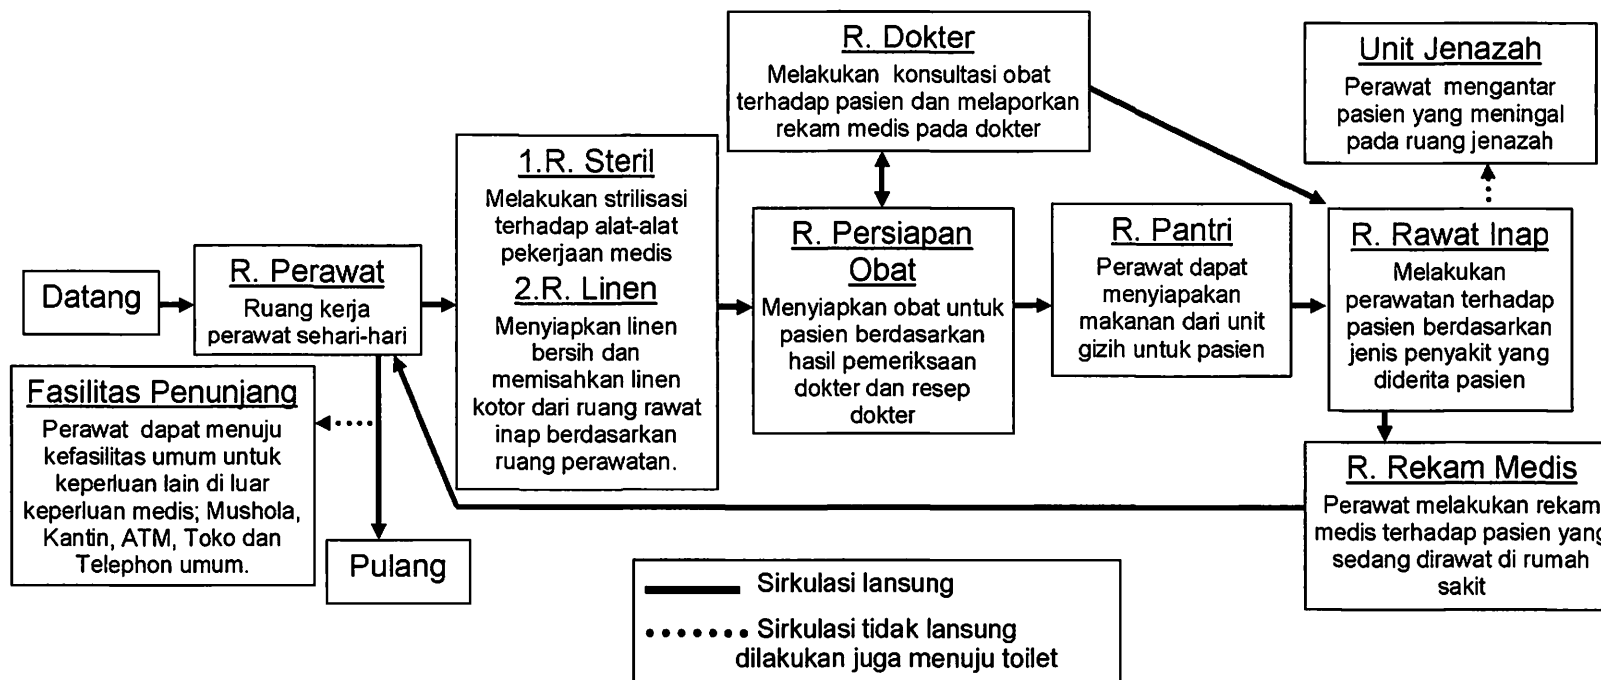 Datang
R. Perawat
Ruang kerja
perawat sehari-hari
Fasilitas Penunjang
Perawat dapat menuju
kefasilitas umum untuk
keperluan lain di luar
keperluan medis; Mushola,
Kantin, ATM, Toko dan
Telephon umum.
Pulang
1.R. Steril
Melakukan strilisasi
terhadap alat-alat
pekerjaan medis
2.R. Linen
Menyiapkan linen
bersih dan
memisahkan linen
kotor dari ruang rawat
inap berdasarkan
ruang perawatan.
R. Dokter
Melakukan konsultasi obat
terhadap pasien dan melaporkan
rekam medis pada dokter
R. Persiapan
Obat
Menyiapkan obat untuk
pasien berdasarkan
hasil pemeriksaan
dokter dan resep
dokter
R. Pantri
Perawat dapat
menyiapakan
makanan dari unit
gizih untuk pasien
Unit Jenazah
Perawat mengantar
pasien yang meningal
pada ruang jenazah
R. Rawat Inap
Melakukan
perawatan terhadap
pasien berdasarkan
jenis penyakit yang
diderita pasien
R. Rekam Medis
Perawat melakukan rekam
medis terhadap pasien yang
sedang dirawat di rumah
sakit
Sirkulasi lansung
Sirkulasi tidak lansung
dilakukan juga menuju toilet